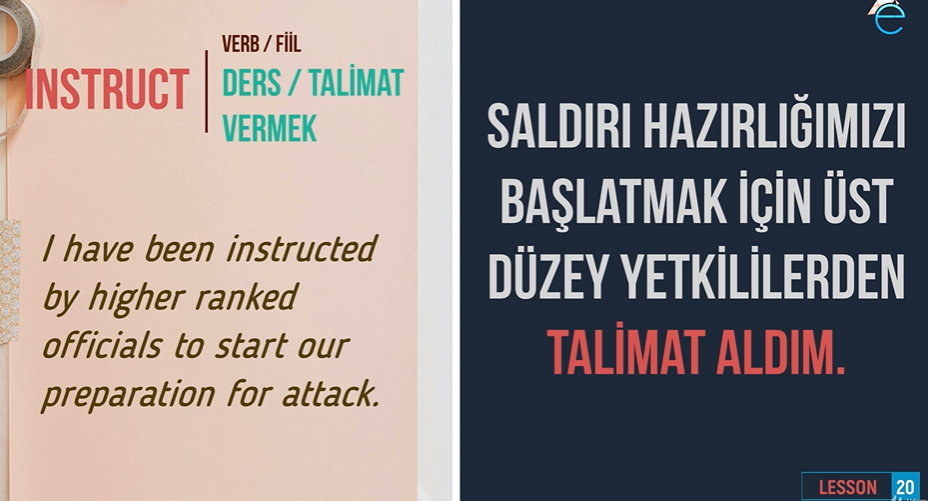 INSTRUCT
VERB / FİİL
DERS / TALİMAT
VERMEK
I have been instructed
by higher ranked
officials to start our
preparation for attack.
e
SALDIRI HAZIRLIĞIMIZI
BAŞLATMAK İÇİN ÜST
DÜZEY YETKİLİLERDEN
TALİMAT ALDIM.
LESSON 20